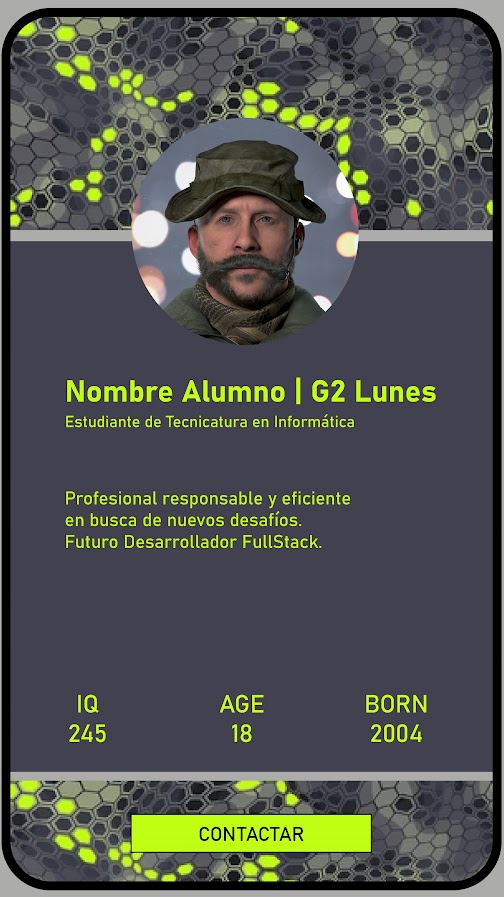 Nombre Alumno | G2 Lunes
Estudiante de Tecnicatura en Informática
Profesional responsable y eficiente
en busca de nuevos desafíos.
Futuro Desarrollador FullStack.
IQ AGE BORN
245 18 2004
CONTACTAR